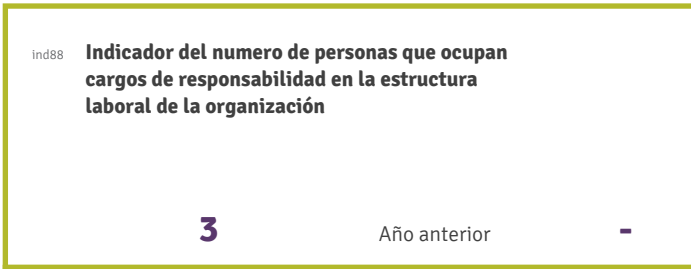 ind88 Indicador del numero de personas que ocupan
cargos de responsabilidad en la estructura
laboral de la organización
3 Año anterior -